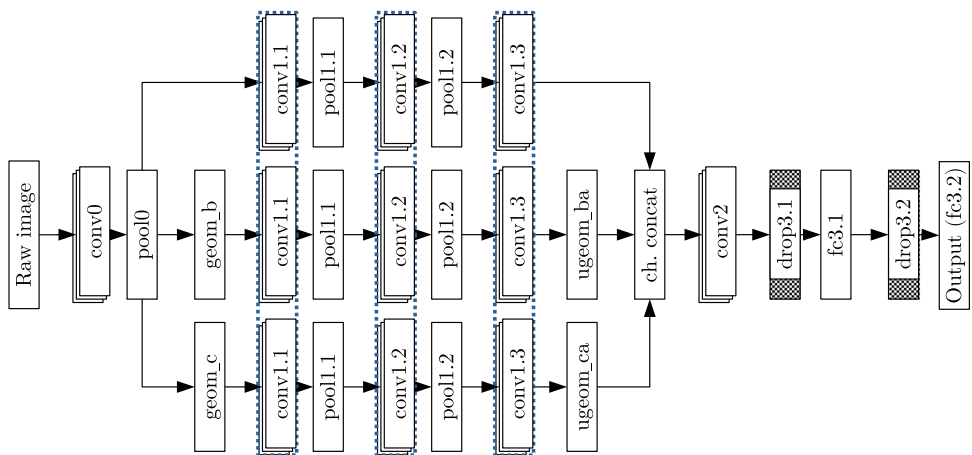 Raw image
conv0
pool0
conv1.1
pool1.1
conv1.2
pool1.2
conv1.3
geom_b
conv1.1
pool1.1
conv1.2
pool1.2
conv1.3
ugeom_ba
geom_c
conv1.1
pool1.1
conv1.2
pool1.2
conv1.3
ugeom_ca
ch. concat
conv2
drop3.1
fc3.1
drop3.2
Output (fc3.2)